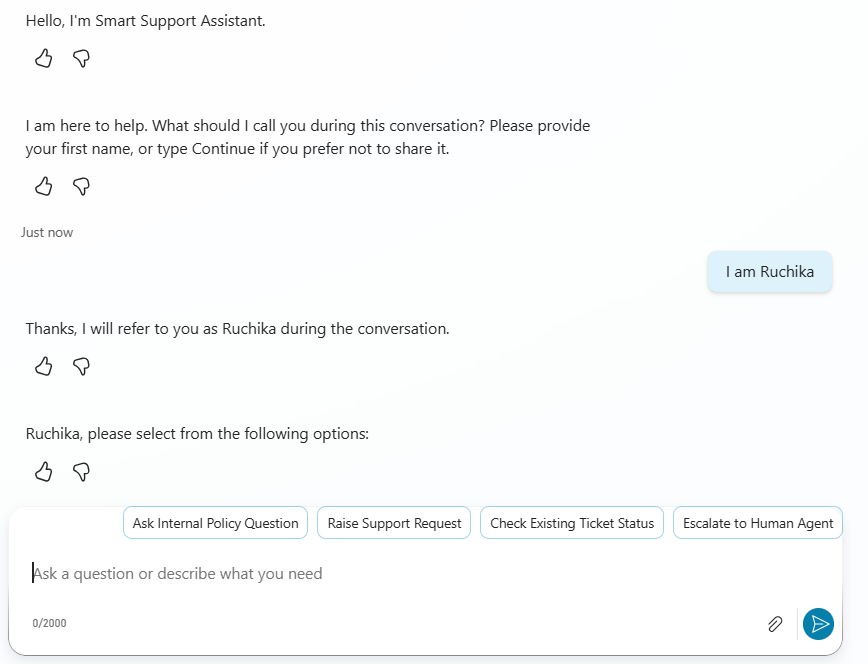 Hello, I'm Smart Support Assistant.
I am here to help. What should I call you during this conversation? Please provide
your first name, or type Continue if you prefer not to share it.
Just now
I am Ruchika
Thanks, I will refer to you as Ruchika during the conversation.
Ruchika, please select from the following options:
Ask Internal Policy Question
Raise Support Request
Check Existing Ticket Status
Escalate to Human Agent
Ask a question or describe what you need
0/2000